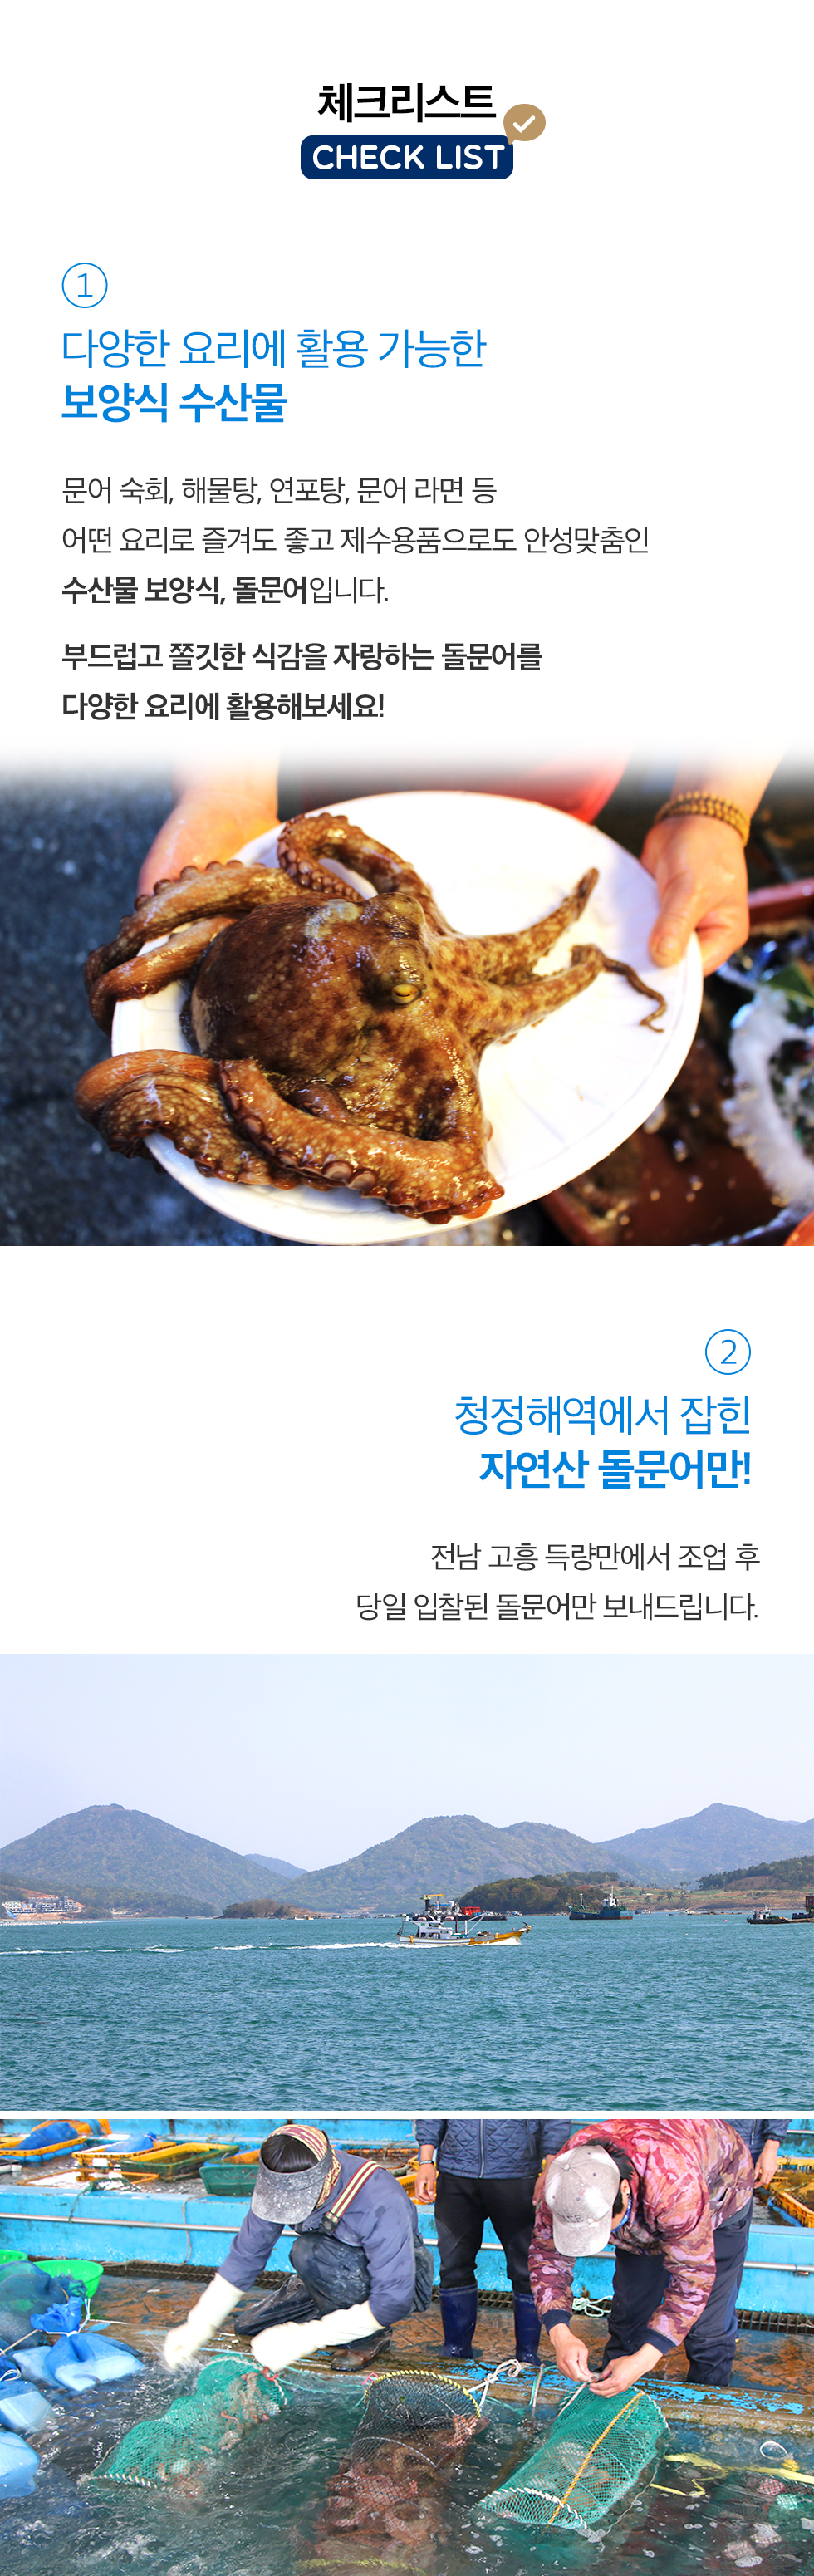 체크리스트
CHECK LIST
①
다양한 요리에 활용 가능한
보양식 수산물
문어 숙회, 해물탕, 연포탕, 문어 라면 등
어떤 요리로 즐겨도 좋고 제수용품으로도 안성맞춤인
수산물 보양식, 돌문어입니다.
부드럽고 쫄깃한 식감을 자랑하는 돌문어를
다양한 요리에 활용해보세요!
②
청정해역에서 잡힌
자연산 돌문어만!
전남 고흥 득량만에서 조업 후
당일 입찰된 돌문어만 보내드립니다.